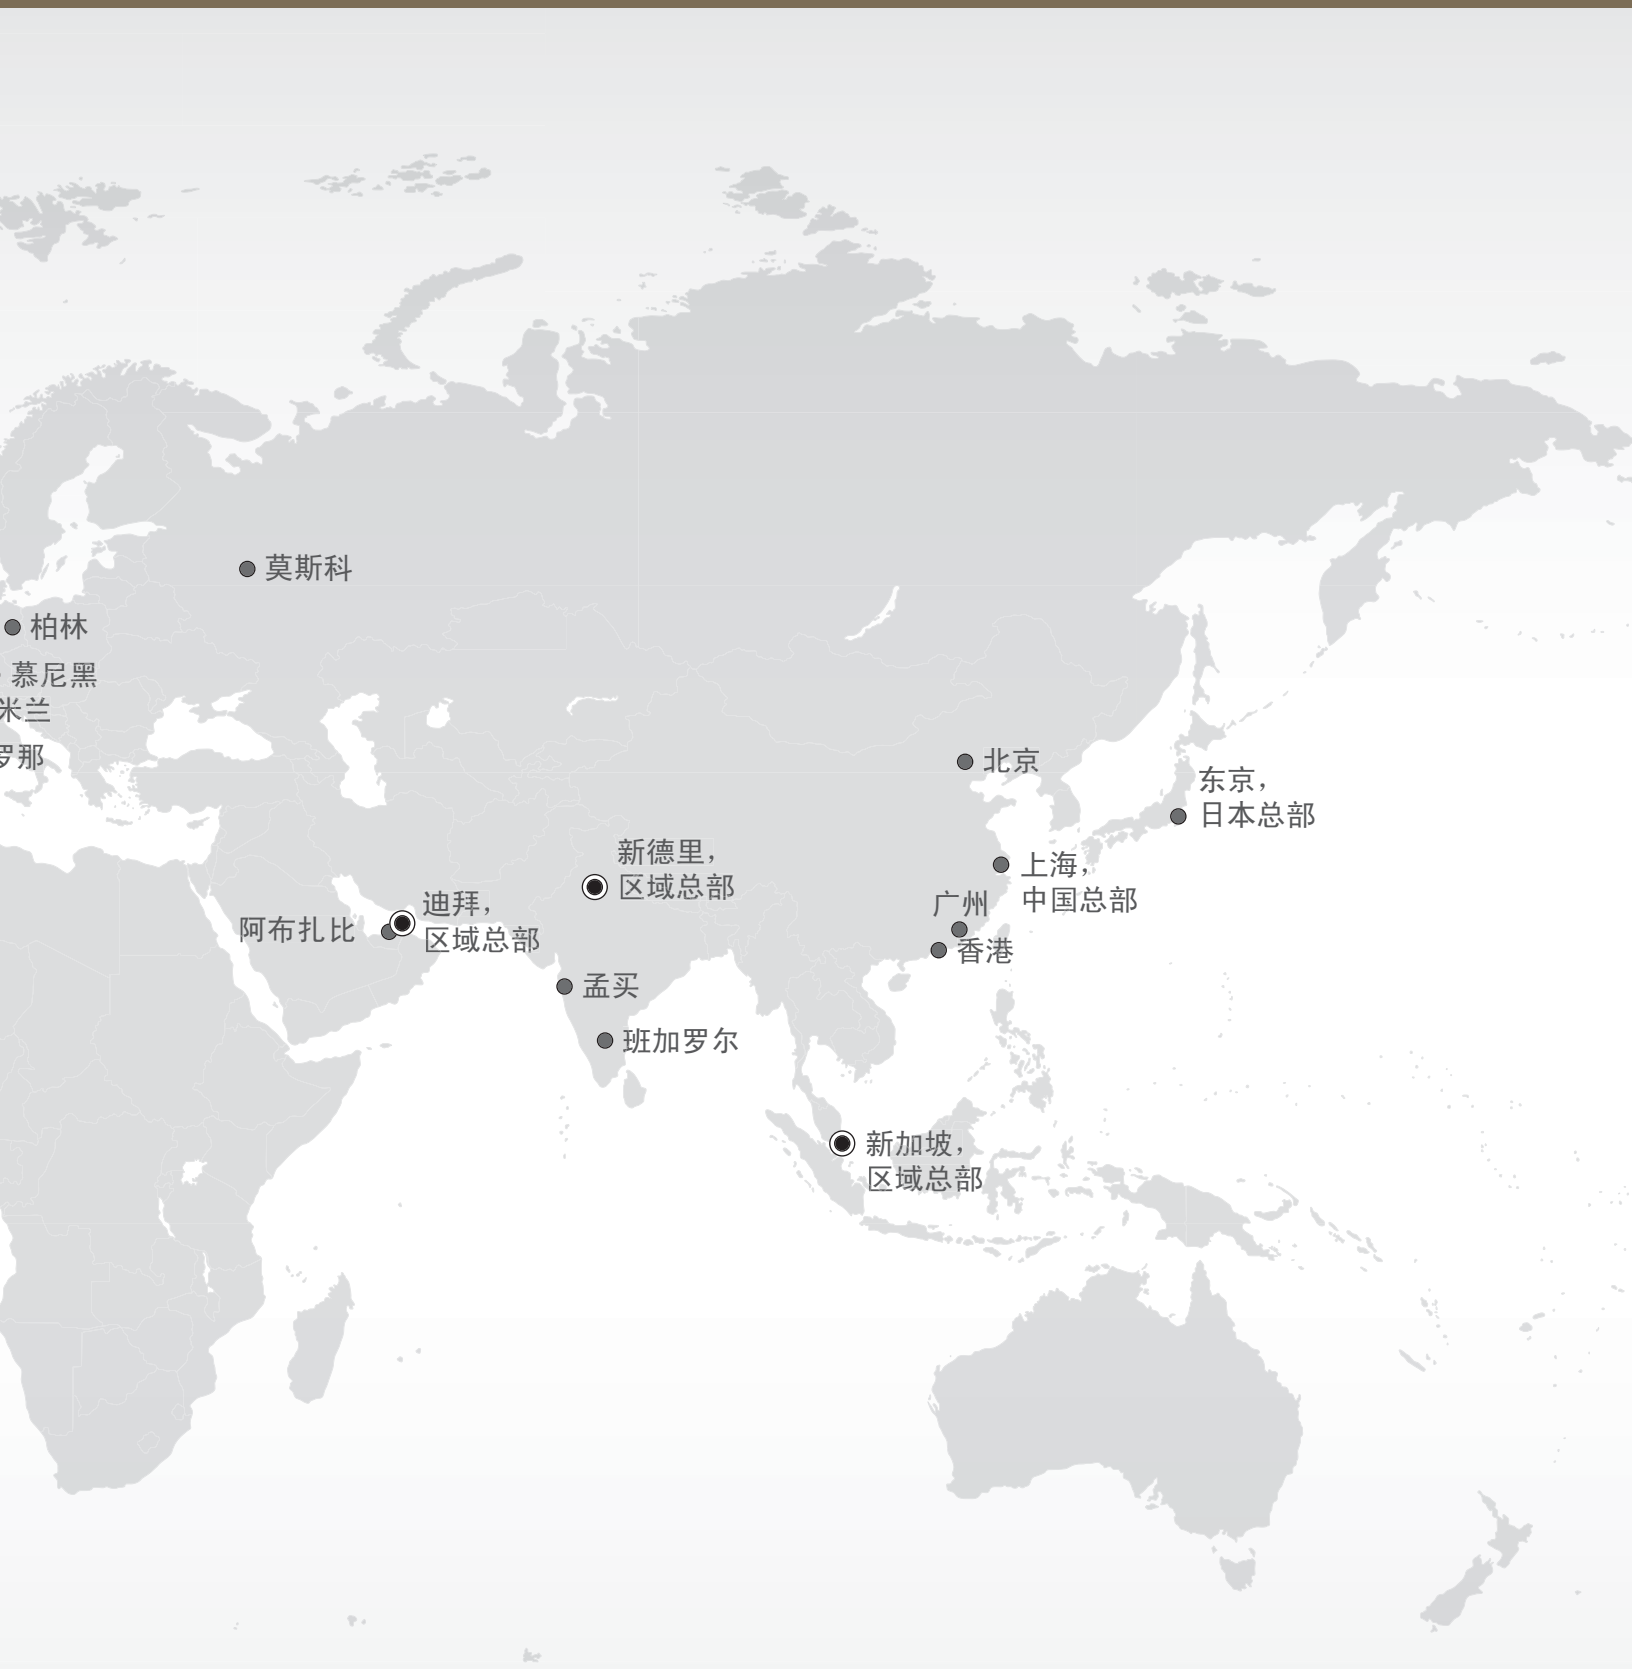 莫斯科
柏林
慕尼黑
米兰
罗那
北京
东京，
日本总部
新德里，
区域总部
上海，
中国总部
迪拜，
区域总部
广州
阿布扎比
香港
孟买
班加罗尔
新加坡，
区域总部